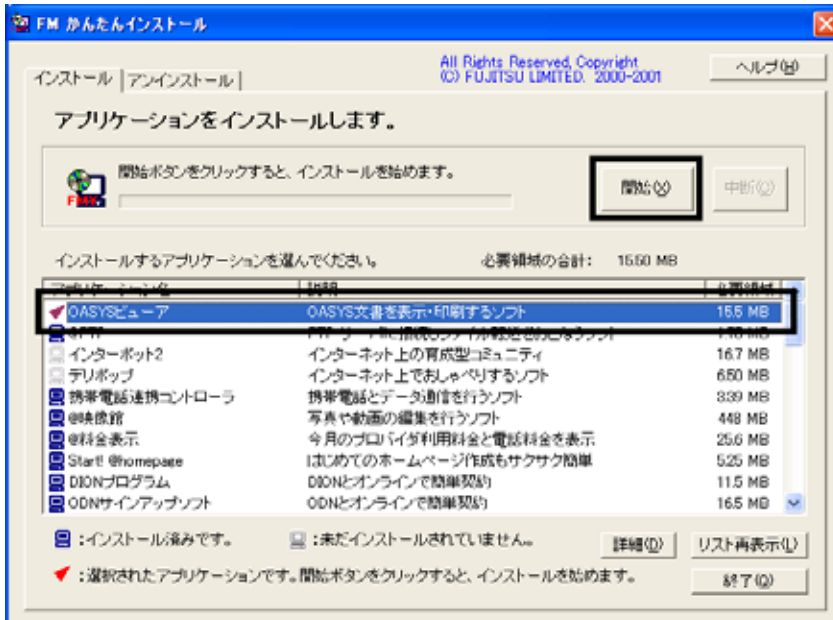 FM かんたんインストール
All Rights Reserved, Copyright
(C) FUJITSU LIMITED. 2000-2001
ヘルプ(H)
インストール アンインストール
アプリケーションをインストールします。
開始ボタンをクリックすると、インストールを始めます。
開始(X)
中断(C)
FMV
インストールするアプリケーションを選んでください。 必要領域の合計: 15.50 MB
アプリケーション名 説明 必要領域
OASYSビューア OASYS文書を表示・印刷するソフト 15.5 MB
インターポット2 インターネット上の育成型コミュニティ 16.7 MB
デリポップ インターネット上でおしゃべりするソフト 6.50 MB
携帯電話連携コントローラ 携帯電話とデータ通信を行うソフト 8.39 MB
@映像館 写真や動画の編集を行うソフト 448 MB
@料金表示 今月のプロバイダ利用料金と電話料金を表示 25.6 MB
Start! @homepage はじめてのホームページ作成もサクサク簡単 5.25 MB
DIONプログラム DIONとオンラインで簡単契約 11.5 MB
ODNサインアップソフト ODNとオンラインで簡単契約 16.5 MB
:インストール済みです。 :未だインストールされていません。 詳細(D) リスト再表示(L)
:選択されたアプリケーションです。開始ボタンをクリックすると、インストールを始めます。 終了(Q)